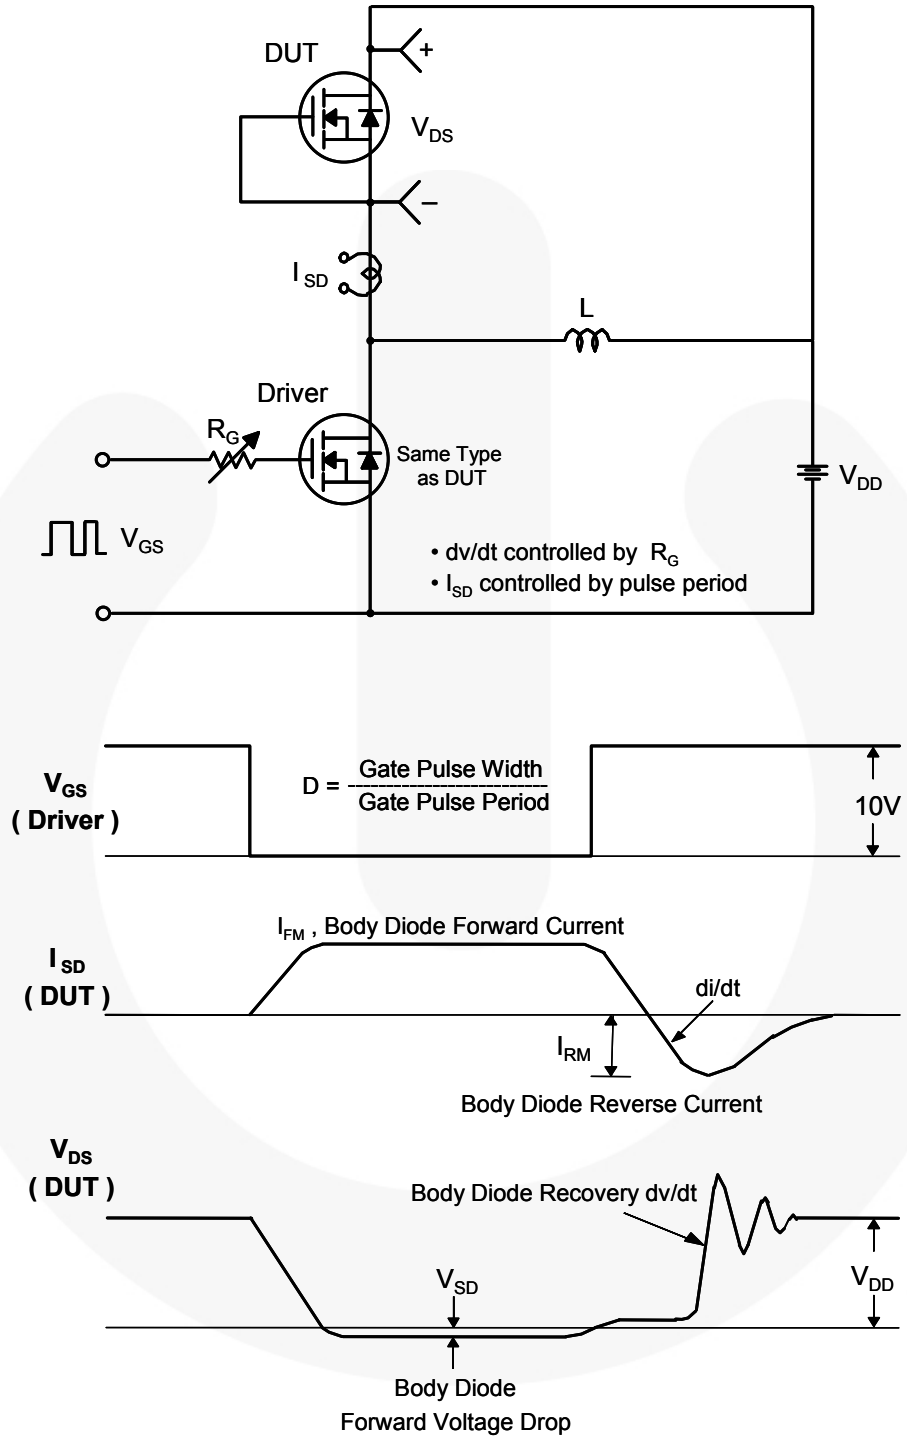 DUT
+
V_DS
−
I_SD
L
Driver
R_G
Same Type
as DUT
V_DD
V_GS
• dv/dt controlled by R_G
• I_SD controlled by pulse period
V_GS
( Driver )
D = Gate Pulse Width
Gate Pulse Period
10V
I_FM , Body Diode Forward Current
I_SD
( DUT )
di/dt
I_RM
Body Diode Reverse Current
V_DS
( DUT )
Body Diode Recovery dv/dt
V_SD
V_DD
Body Diode
Forward Voltage Drop